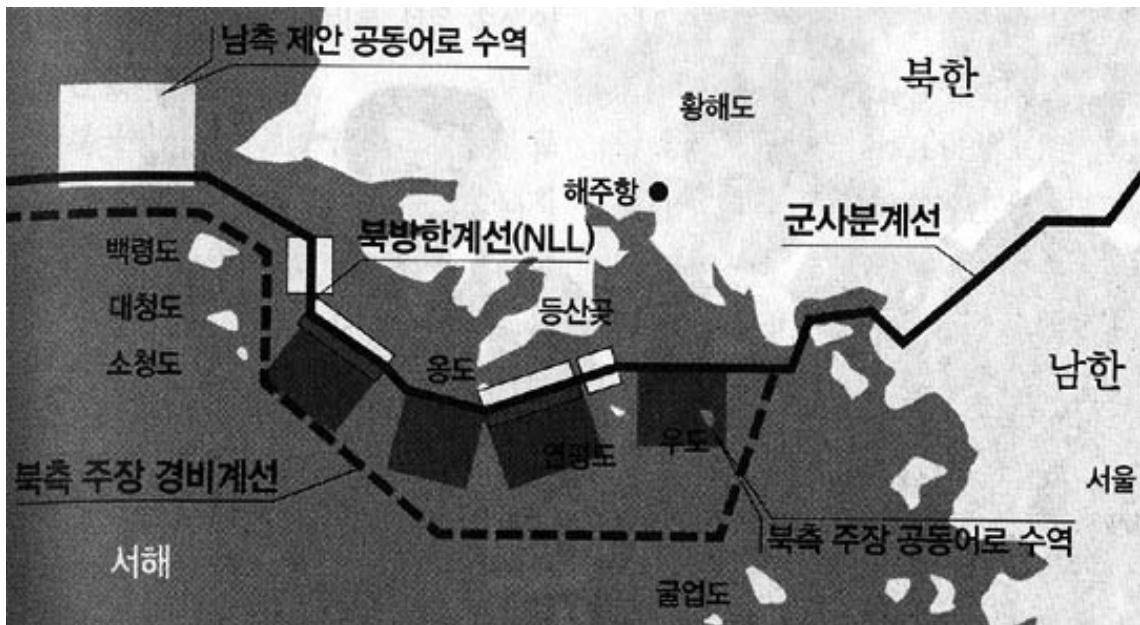 남측 제안 공동어로 수역
북한
황해도
해주항
군사분계선
북방한계선(NLL)
백령도
대청도
등산곶
소청도
옹도
남한
연평도
우도
북측 주장 경비계선
서울
북측 주장 공동어로 수역
서해
굴업도